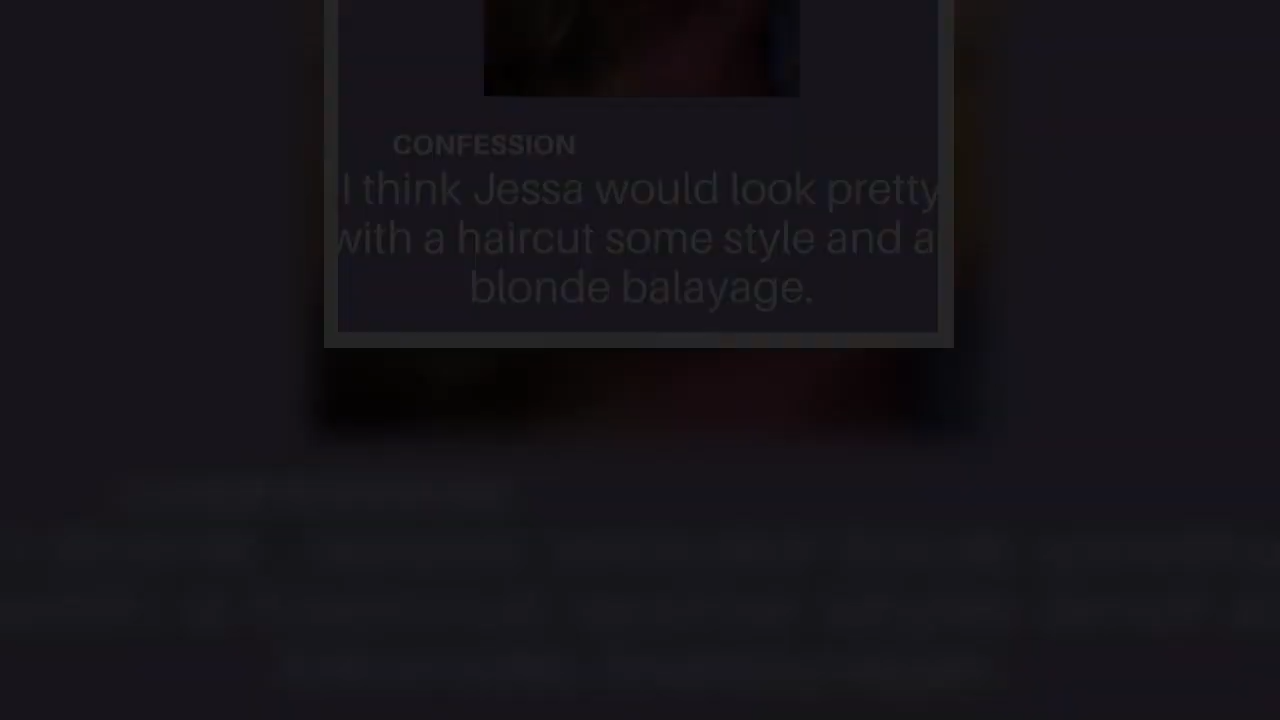 CONFESSION
I think Jessa would look pretty
with a haircut some style and a
blonde balayage.